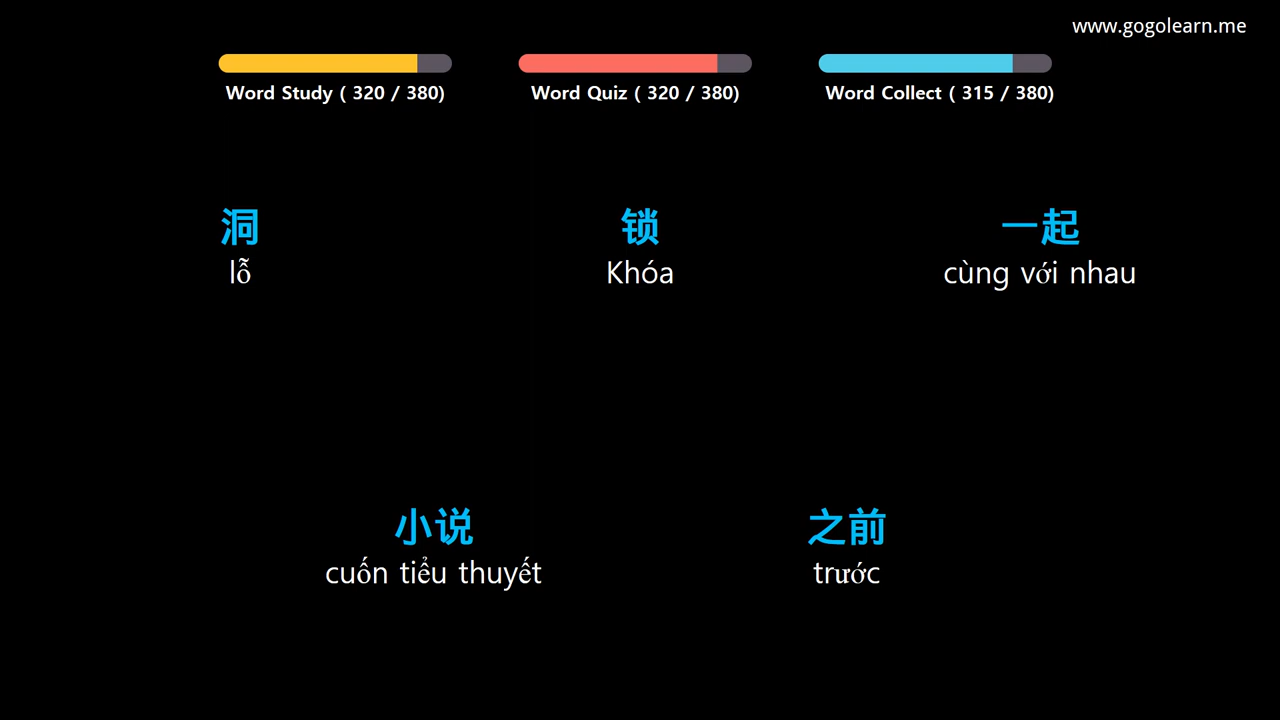 www.gogolearn.me
Word Study ( 320 / 380)
Word Quiz ( 320 / 380)
Word Collect ( 315 / 380)
洞
lỗ
锁
Khóa
一起
cùng với nhau
小说
cuốn tiểu thuyết
之前
trước